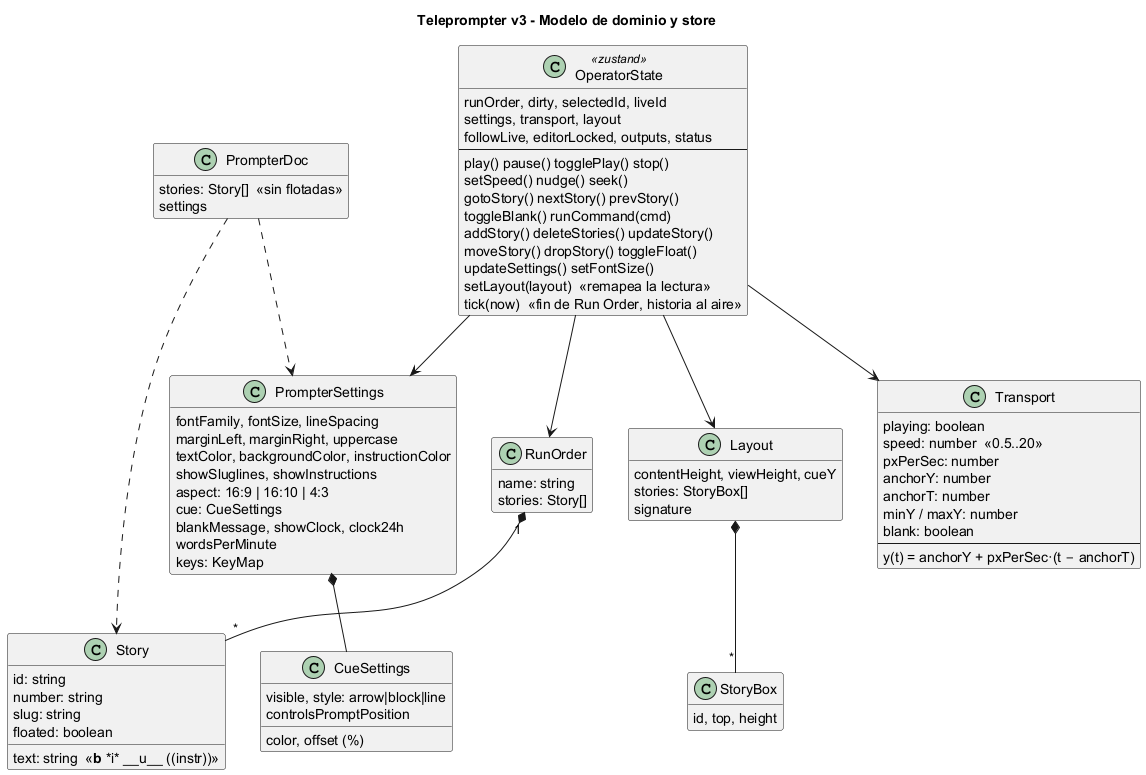 Teleprompter v3 - Modelo de dominio y store
C
«zustand»
OperatorState
runOrder, dirty, selectedId, liveId
settings, transport, layout
followLive, editorLocked, outputs, status
play() pause() togglePlay() stop()
setSpeed() nudge() seek()
gotoStory() nextStory() prevStory()
toggleBlank() runCommand(cmd)
addStory() deleteStories() updateStory()
moveStory() dropStory() toggleFloat()
updateSettings() setFontSize()
setLayout(layout) «remapea la lectura»
tick(now) «fin de Run Order, historia al aire»
C PrompterDoc
stories: Story[] «sin flotadas»
settings
C PrompterSettings
fontFamily, fontSize, lineSpacing
marginLeft, marginRight, uppercase
textColor, backgroundColor, instructionColor
showSluglines, showInstructions
aspect: 16:9 | 16:10 | 4:3
cue: CueSettings
blankMessage, showClock, clock24h
wordsPerMinute
keys: KeyMap
C RunOrder
name: string
stories: Story[]
1
*
C Layout
contentHeight, viewHeight, cueY
stories: StoryBox[]
signature
*
C Transport
playing: boolean
speed: number «0.5..20»
pxPerSec: number
anchorY: number
anchorT: number
minY / maxY: number
blank: boolean
y(t) = anchorY + pxPerSec·(t − anchorT)
C Story
id: string
number: string
slug: string
floated: boolean
text: string «b *i* __u__ ((instr))»
C CueSettings
visible, style: arrow|block|line
controlsPromptPosition
color, offset (%)
C StoryBox
id, top, height